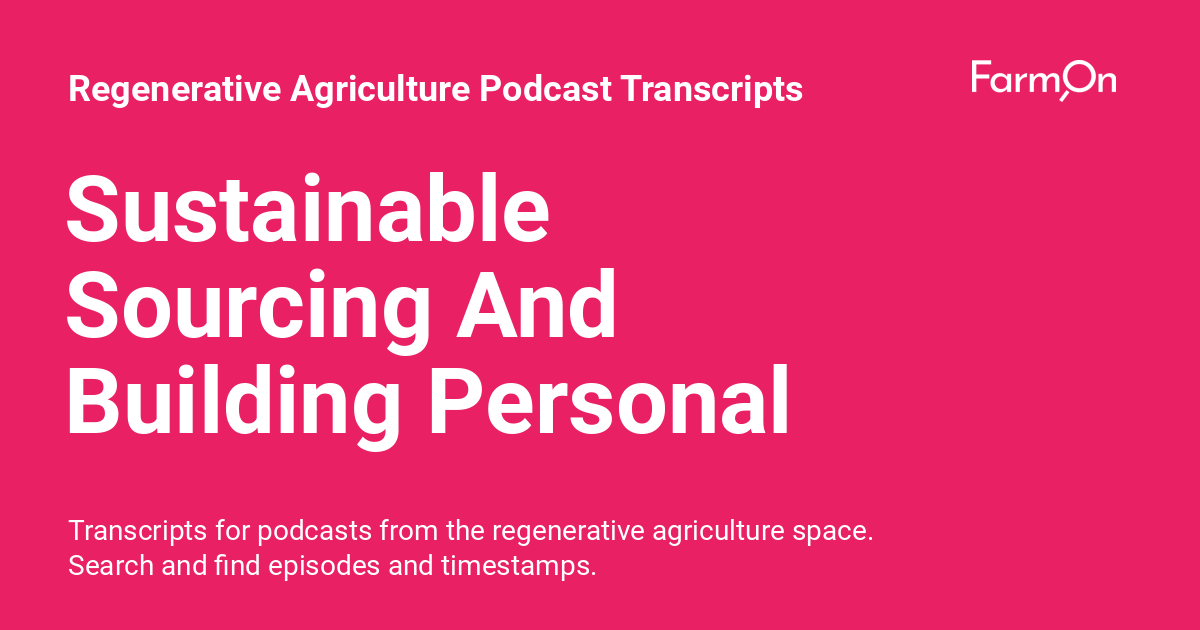 Regenerative Agriculture Podcast Transcripts
FarmOn
Sustainable
Sourcing And
Building Personal
Transcripts for podcasts from the regenerative agriculture space.
Search and find episodes and timestamps.